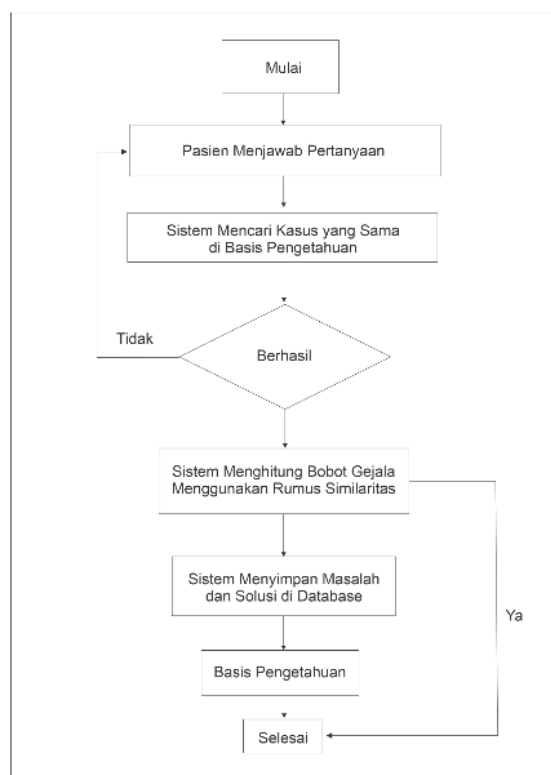 Mulai
Pasien Menjawab Pertanyaan
Sistem Mencari Kasus yang Sama
di Basis Pengetahuan
Tidak
Berhasil
Sistem Menghitung Bobot Gejala
Menggunakan Rumus Similaritas
Sistem Menyimpan Masalah
dan Solusi di Database
Ya
Basis Pengetahuan
Selesai